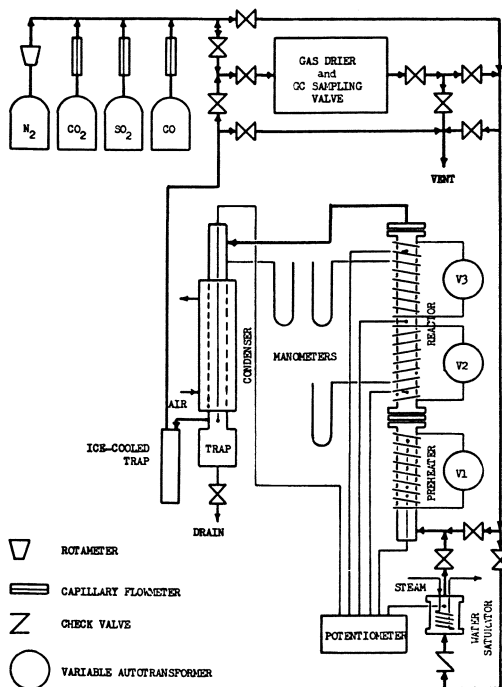 GAS DRIER
and
GC SAMPLING
VALVE
N2
CO2
SO2
CO
VENT
V3
REACTOR
V2
CONDENSER
MANOMETERS
AIR
TRAP
ICE-COOLED
TRAP
PREHEATER
V1
DRAIN
STEAM
WATER
SATURATOR
POTENTIOMETER
ROTAMETER
CAPILLARY FLOWMETER
CHECK VALVE
VARIABLE AUTOTRANSFORMER